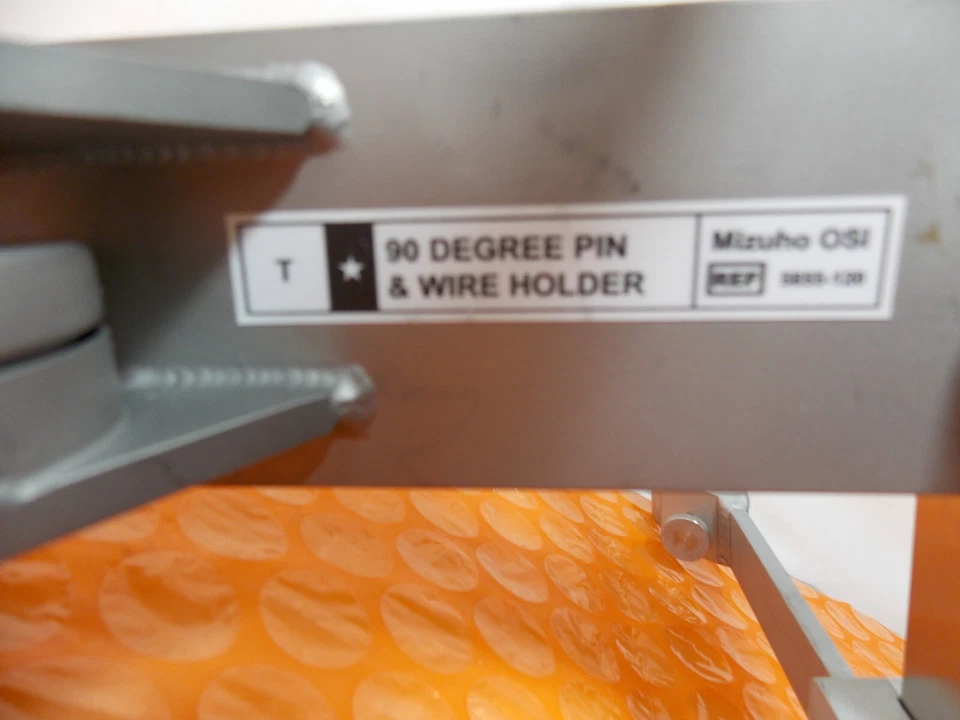 T
90 DEGREE PIN
& WIRE HOLDER
Mizuho OSI
REF